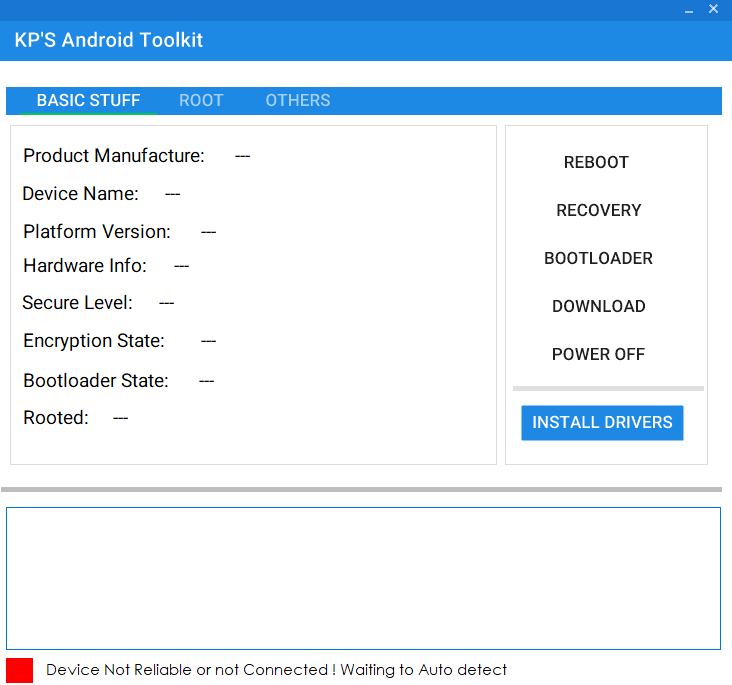 KP'S Android Toolkit
BASIC STUFF ROOT OTHERS
Product Manufacture: ---
Device Name: ---
Platform Version: ---
Hardware Info: ---
Secure Level: ---
Encryption State: ---
Bootloader State: ---
Rooted: ---
REBOOT
RECOVERY
BOOTLOADER
DOWNLOAD
POWER OFF
INSTALL DRIVERS
Device Not Reliable or not Connected ! Waiting to Auto detect